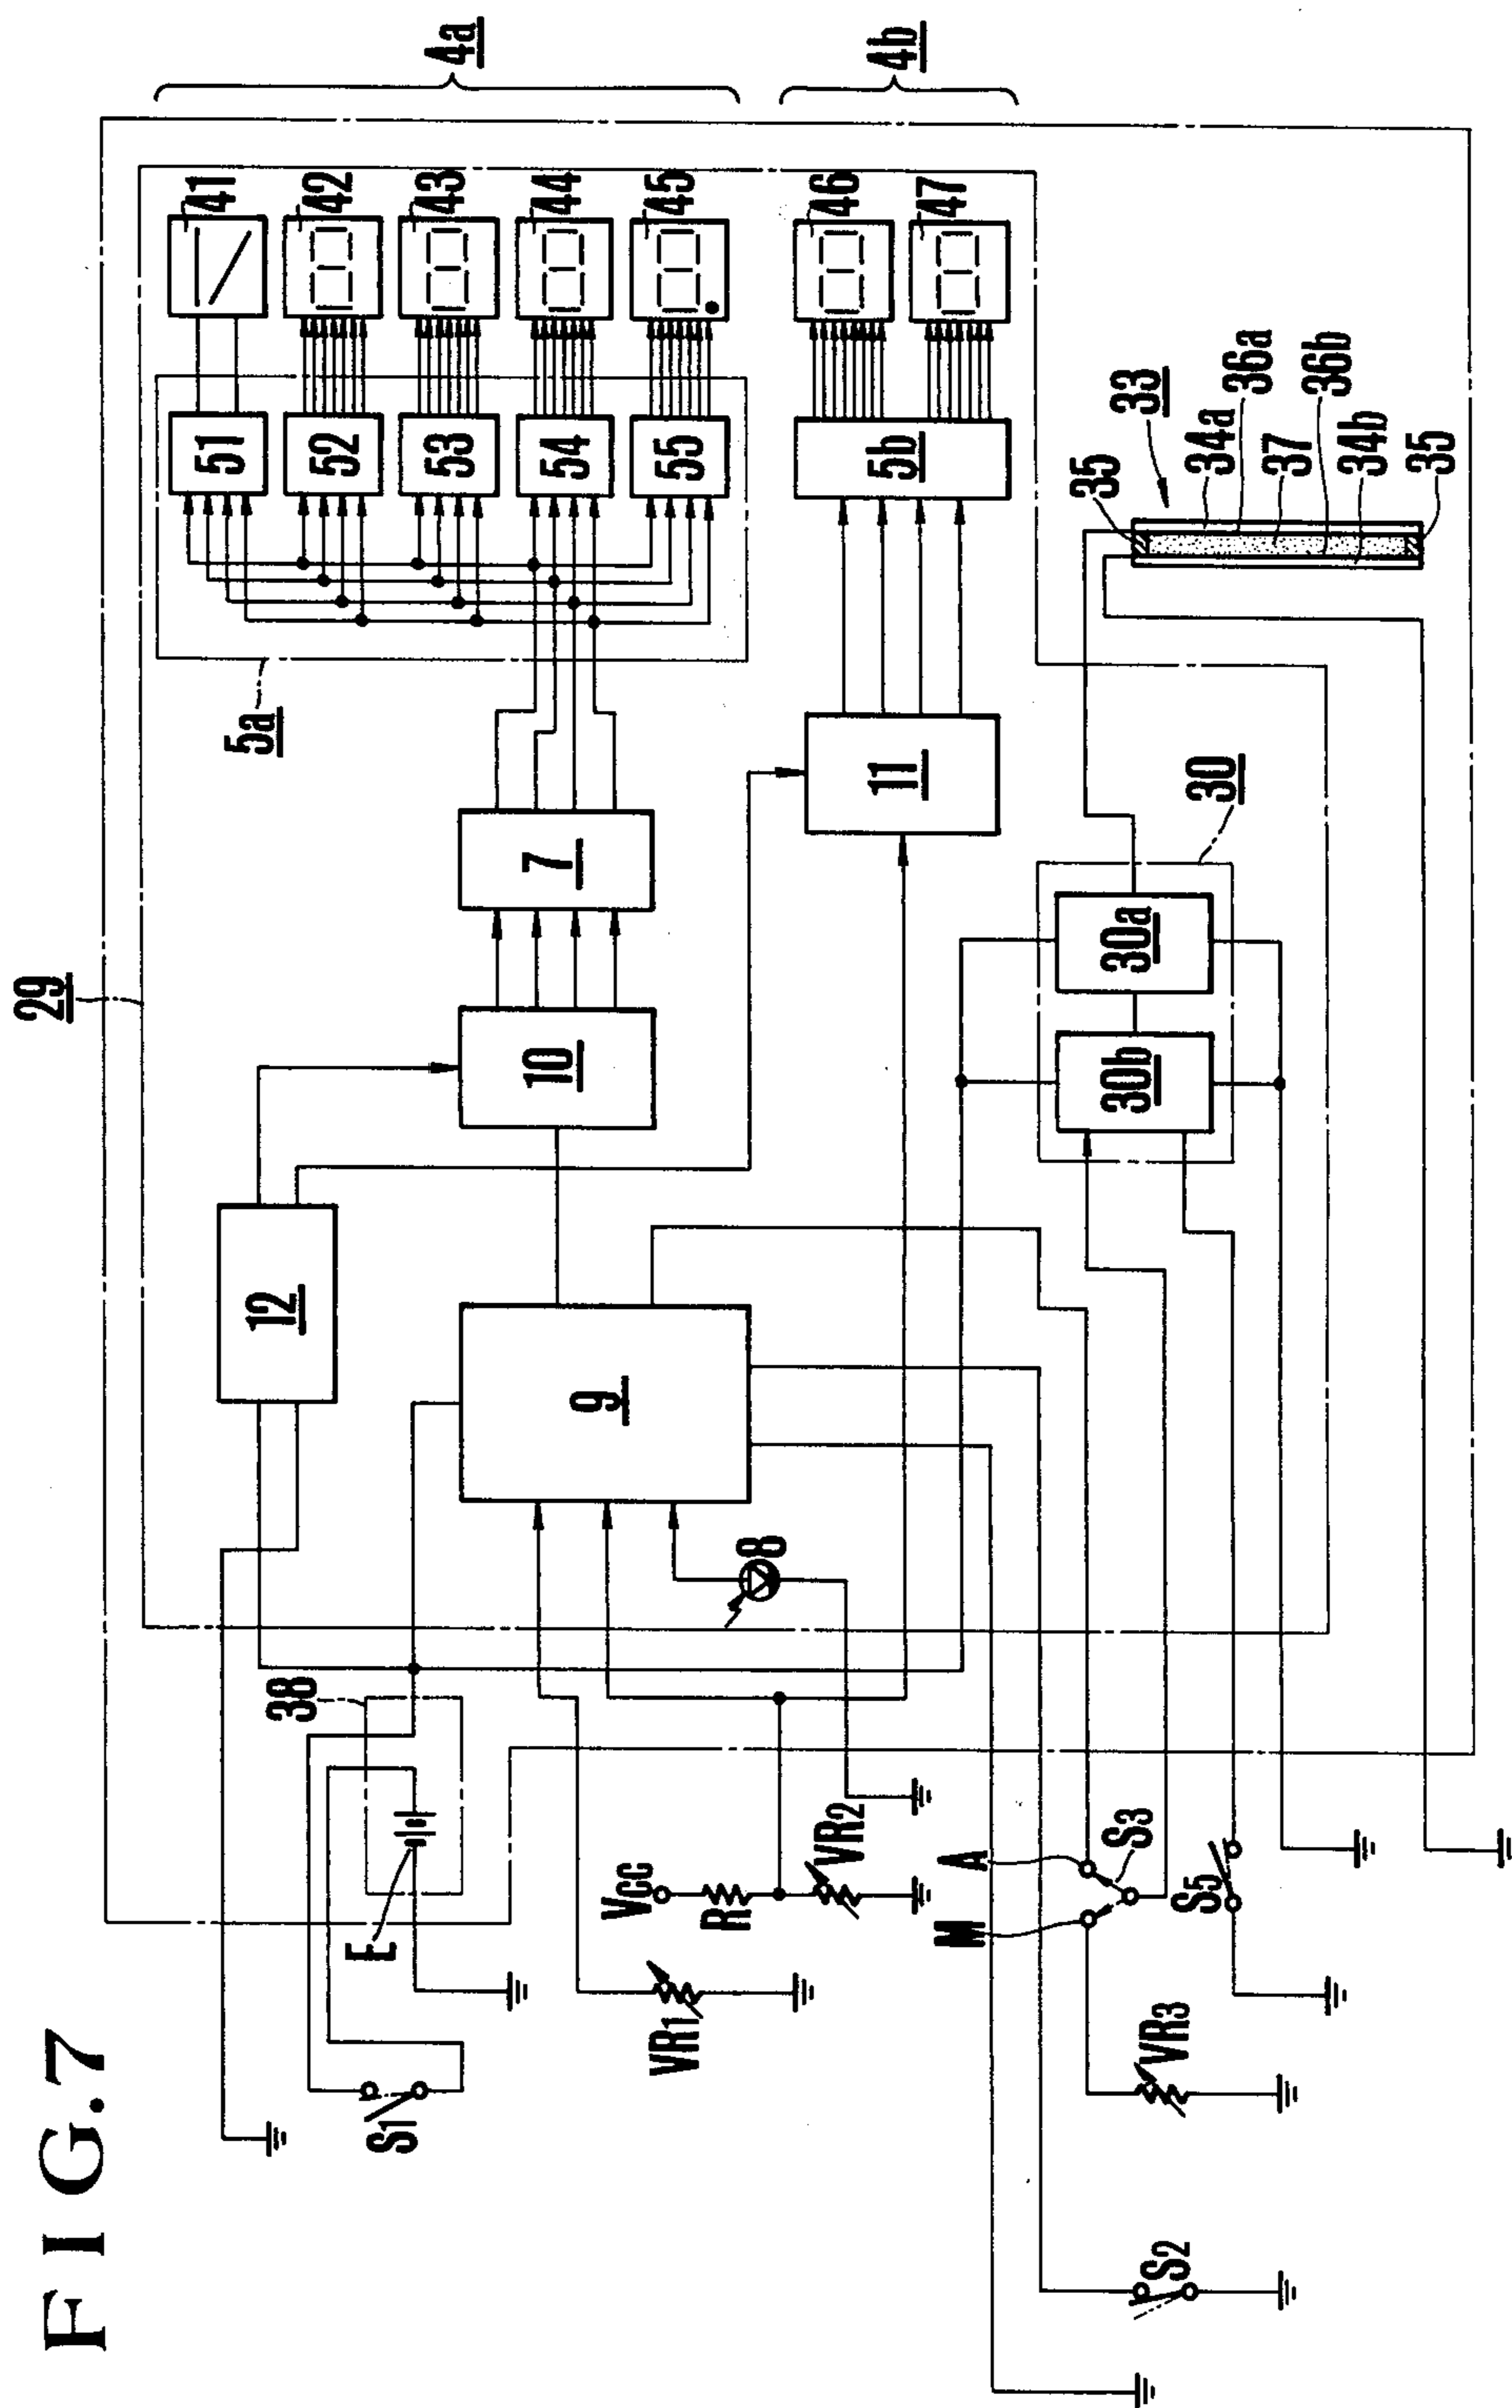 FIG.7
29
4a
4b
41
42
43
44
45
46
47
51
52
53
54
55
5a
5b
7
10
11
12
9
8
30
30a
30b
33
34a
36a
37
36b
34b
35
35
38
E
S1
VCC
R
VR1
VR2
A
M
S3
S5
VR3
S2